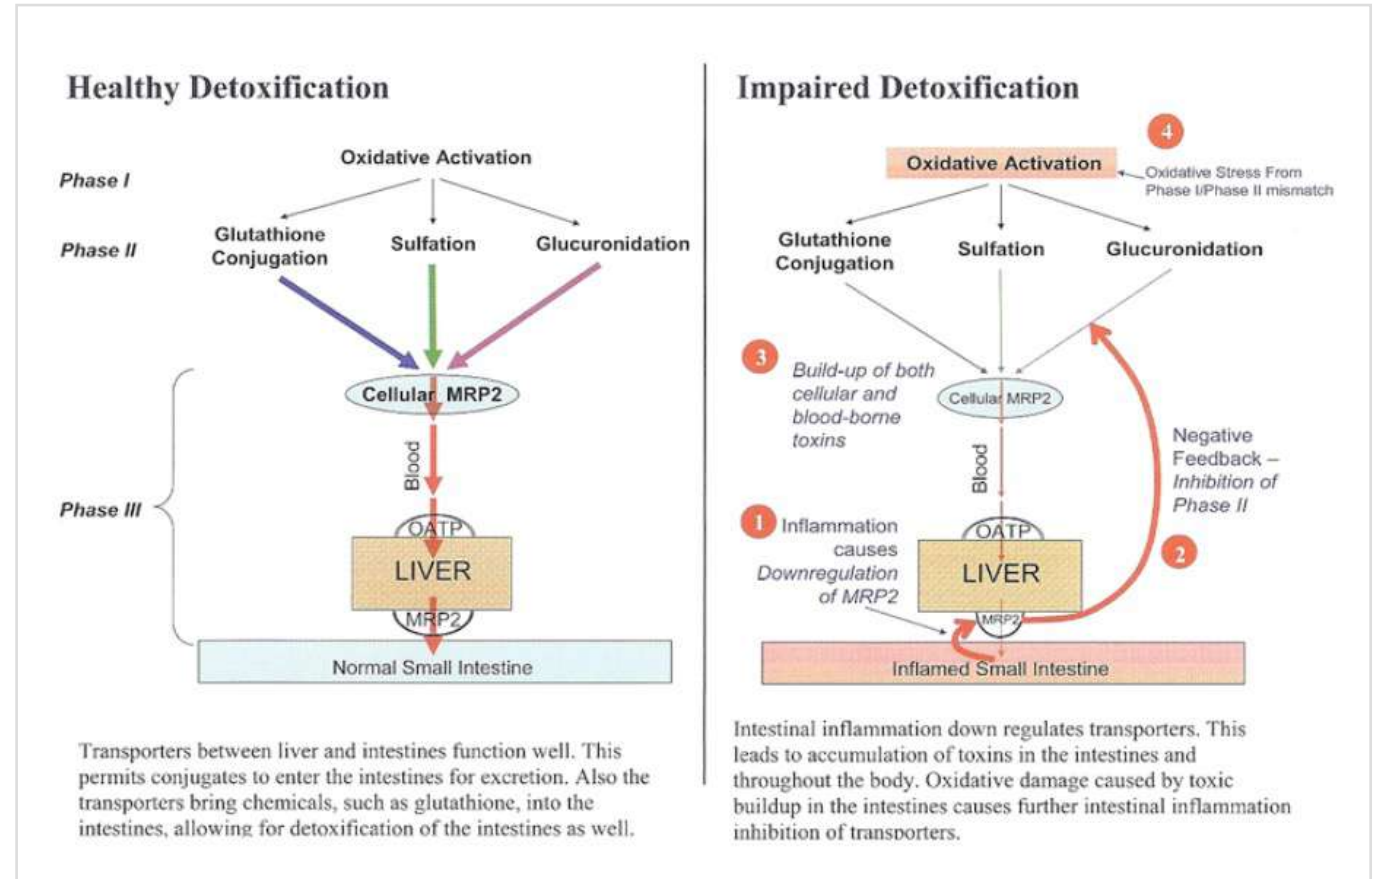 Healthy Detoxification
Phase I
Oxidative Activation
Phase II
Glutathione
Conjugation
Sulfation
Glucuronidation
Phase III
Cellular MRP2
Blood
OATP
LIVER
MRP2
Normal Small Intestine
Transporters between liver and intestines function well. This
permits conjugates to enter the intestines for excretion. Also the
transporters bring chemicals, such as glutathione, into the
intestines, allowing for detoxification of the intestines as well.
Impaired Detoxification
4
Oxidative Activation
Oxidative Stress From
Phase I/Phase II mismatch
Glutathione
Conjugation
Sulfation
Glucuronidation
3
Build-up of both
cellular and
blood-borne
toxins
Cellular MRP2
Blood
Negative
Feedback –
Inhibition of
Phase II
2
1
Inflammation
causes
Downregulation
of MRP2
OATP
LIVER
MRP2
Inflamed Small Intestine
Intestinal inflammation down regulates transporters. This
leads to accumulation of toxins in the intestines and
throughout the body. Oxidative damage caused by toxic
buildup in the intestines causes further intestinal inflammation
inhibition of transporters.